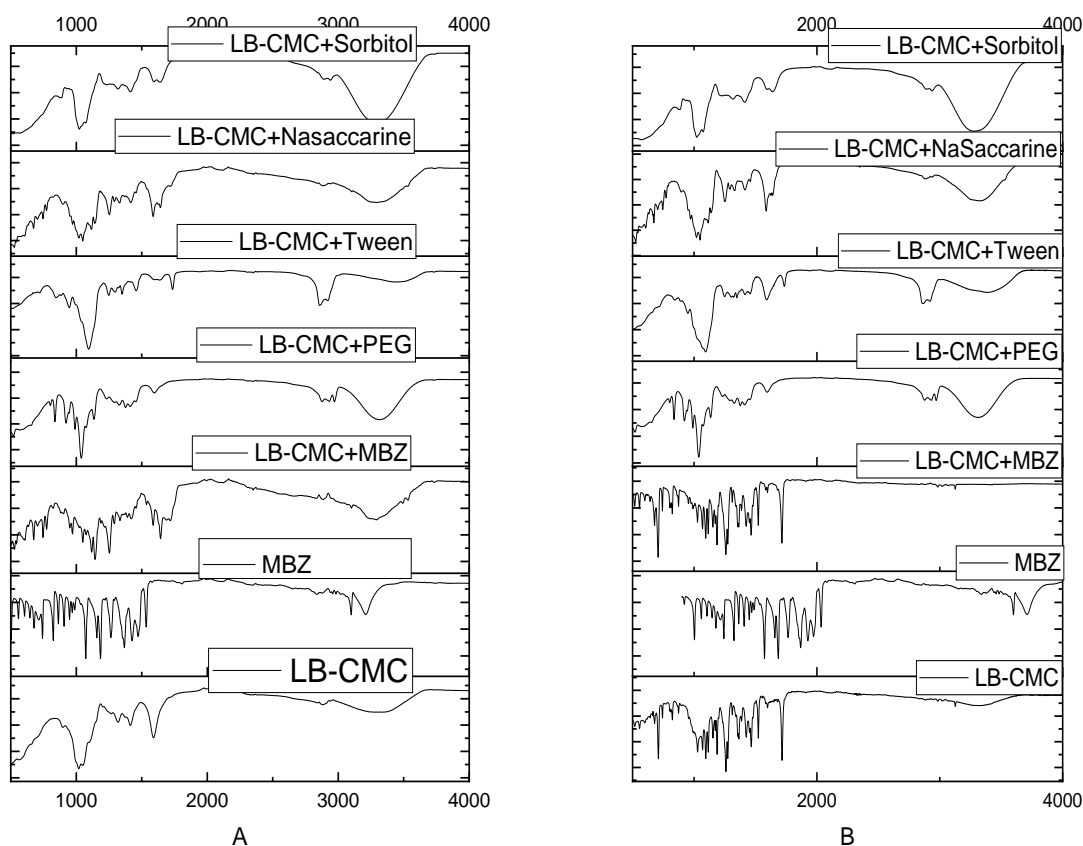 1000 2000 3000 4000
LB-CMC+Sorbitol
LB-CMC+Nasaccarine
LB-CMC+Tween
LB-CMC+PEG
LB-CMC+MBZ
MBZ
LB-CMC
1000 2000 3000 4000
A
2000 4000
LB-CMC+Sorbitol
LB-CMC+NaSaccarine
LB-CMC+Tween
LB-CMC+PEG
LB-CMC+MBZ
MBZ
LB-CMC
2000 4000
B